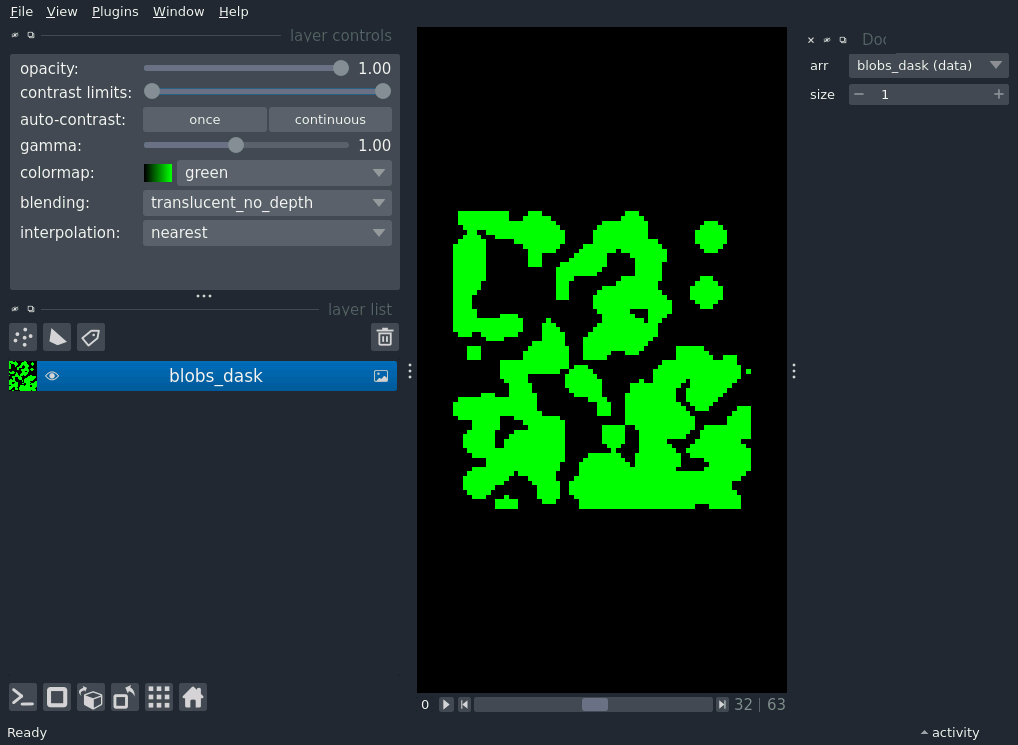 File View Plugins Window Help
layer controls
opacity: 1.00
contrast limits:
auto-contrast: once continuous
gamma: 1.00
colormap: green
blending: translucent_no_depth
interpolation: nearest
layer list
blobs_dask
arr blobs_dask (data)
size 1
0 32 | 63
Ready
activity